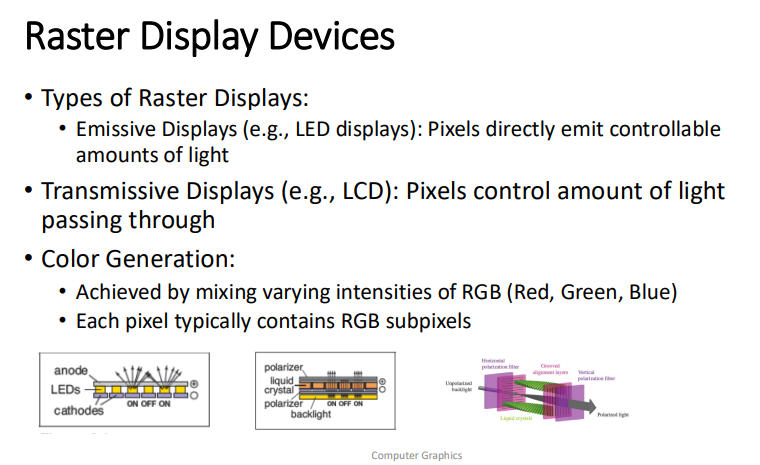 Raster Display Devices
• Types of Raster Displays:
• Emissive Displays (e.g., LED displays): Pixels directly emit controllable
amounts of light
• Transmissive Displays (e.g., LCD): Pixels control amount of light
passing through
• Color Generation:
• Achieved by mixing varying intensities of RGB (Red, Green, Blue)
• Each pixel typically contains RGB subpixels
anode
LEDs
cathodes
ON OFF ON
polarizer
liquid
crystal
polarizer
ON OFF ON
backlight
Horizontal
polarization filter
Grooved
alignment layers
Vertical
polarization filter
Unpolarized
backlight
Liquid crystals
Polarized light
Computer Graphics